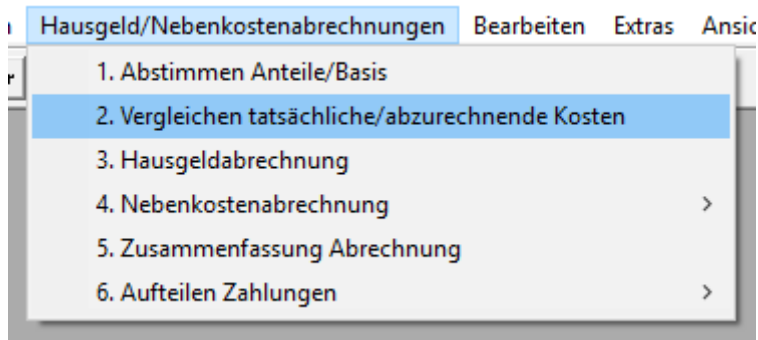 Hausgeld/Nebenkostenabrechnungen Bearbeiten Extras
1. Abstimmen Anteile/Basis
2. Vergleichen tatsächliche/abzurechnende Kosten
3. Hausgeldabrechnung
4. Nebenkostenabrechnung
5. Zusammenfassung Abrechnung
6. Aufteilen Zahlungen